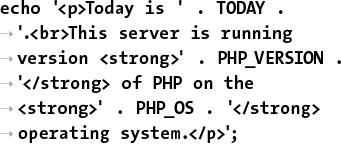 echo '<p>Today is ' . TODAY .
→ '.<br>This server is running
→ version <strong>' . PHP_VERSION .
→ '</strong> of PHP on the
→ <strong>' . PHP_OS . '</strong>
→ operating system.</p>';